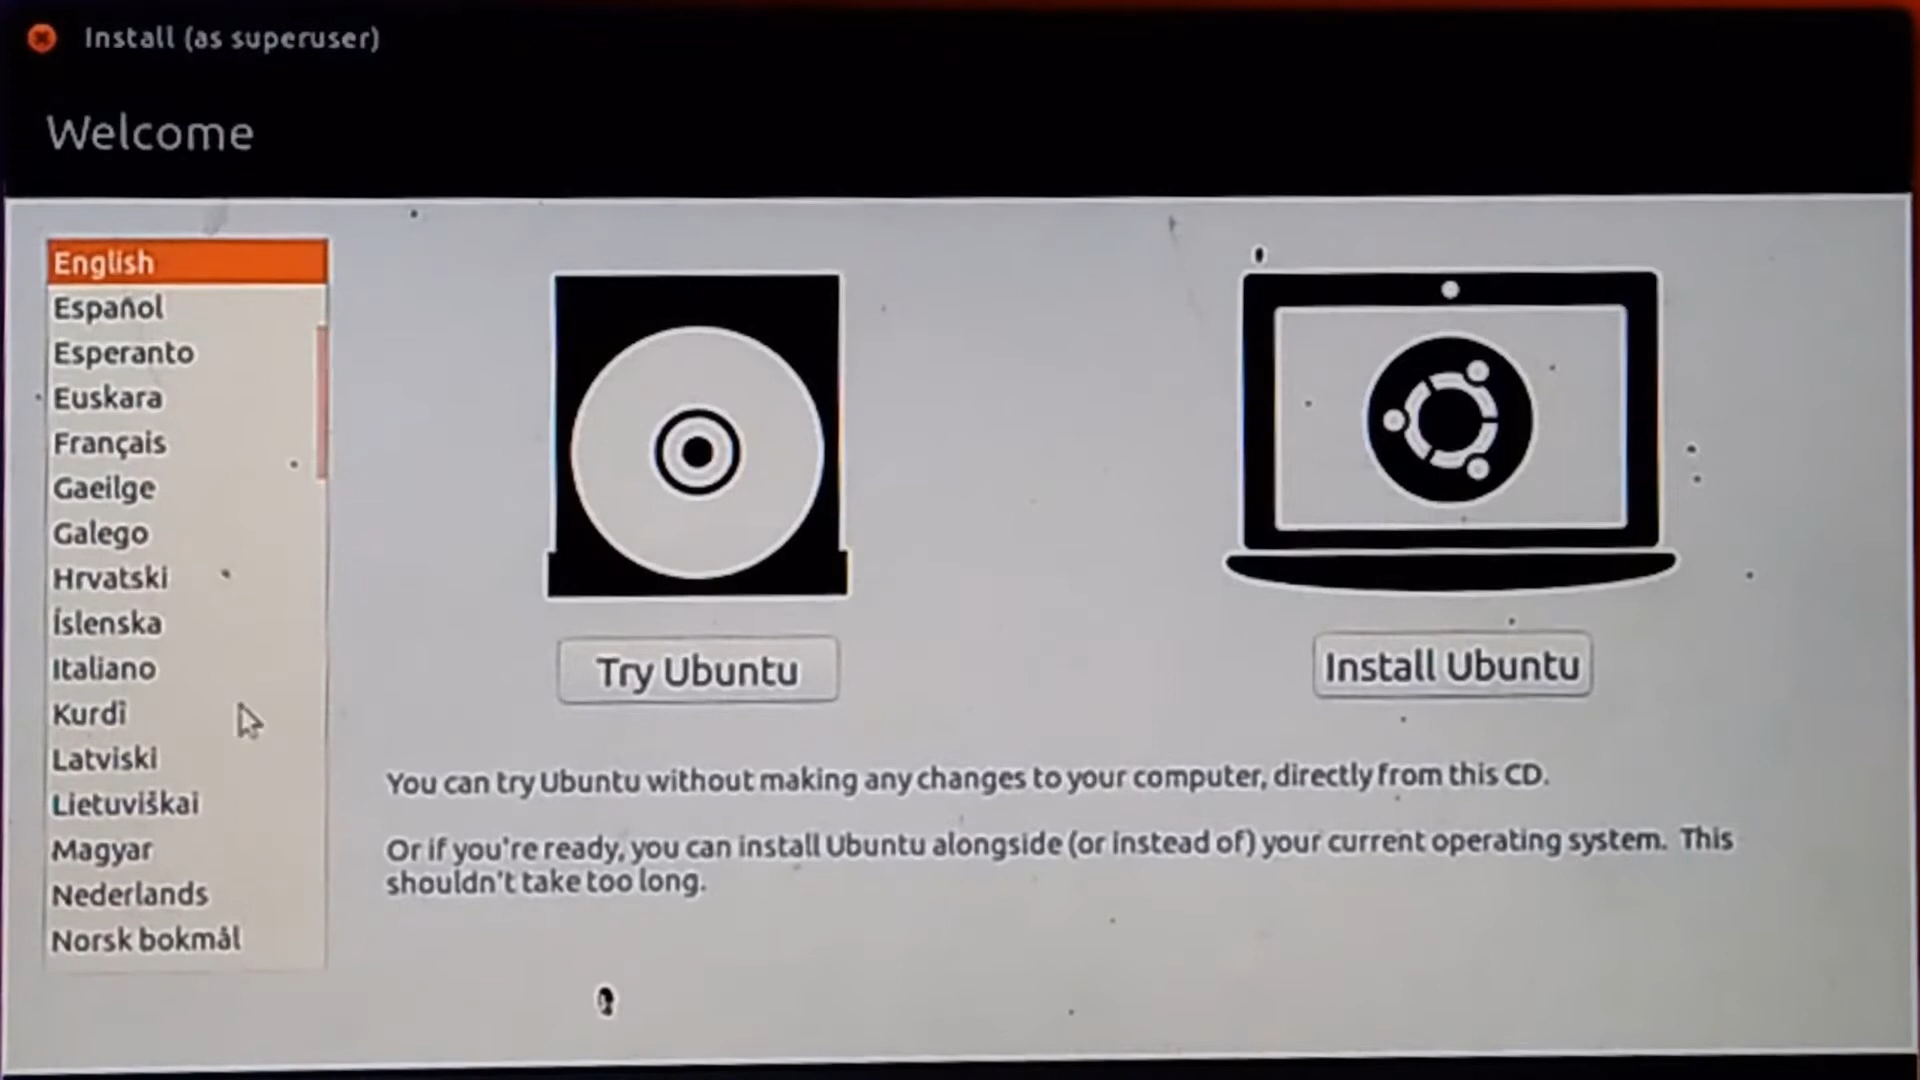 Install (as superuser)
Welcome
English
Español
Esperanto
Euskara
Français
Gaeilge
Galego
Hrvatski
Íslenska
Italiano
Kurdî
Latviski
Lietuviškai
Magyar
Nederlands
Norsk bokmål
Try Ubuntu
Install Ubuntu
You can try Ubuntu without making any changes to your computer, directly from this CD.
Or if you're ready, you can install Ubuntu alongside (or instead of) your current operating system. This
shouldn't take too long.